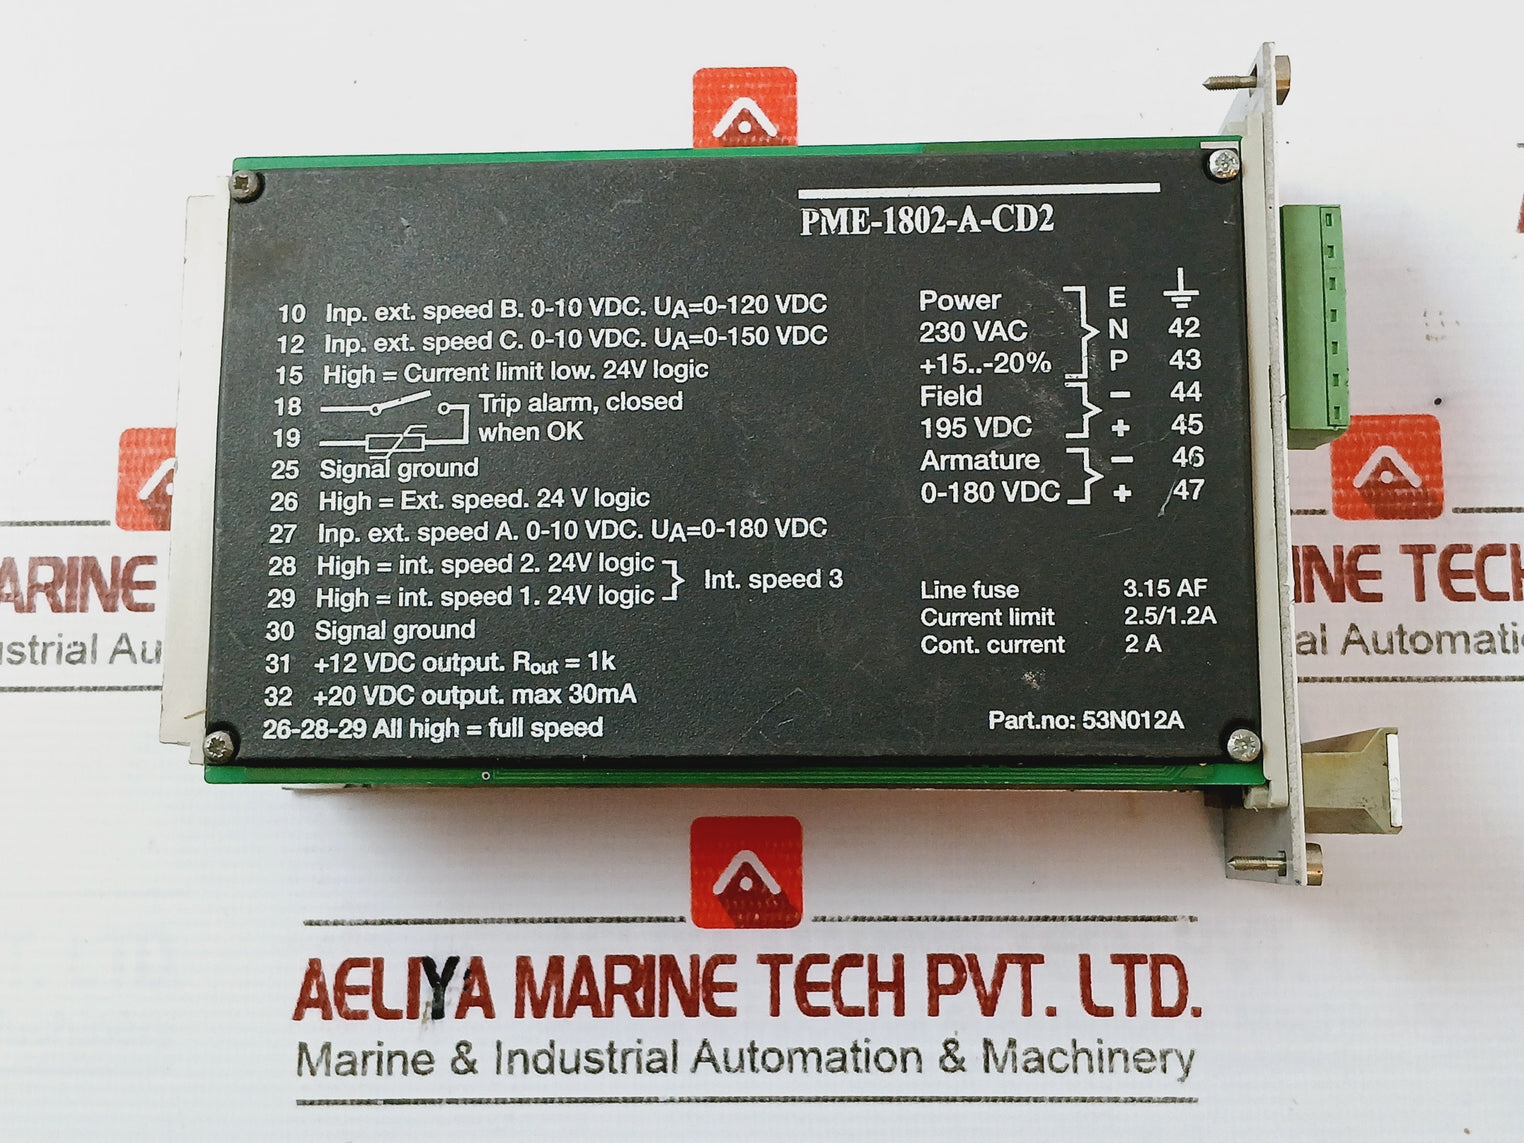 PME-1802-A-CD2
10 Inp. ext. speed B. 0-10 VDC. UA=0-120 VDC
12 Inp. ext. speed C. 0-10 VDC. UA=0-150 VDC
15 High = Current limit low. 24V logic
18 Trip alarm, closed
19 when OK
25 Signal ground
26 High = Ext. speed. 24 V logic
27 Inp. ext. speed A. 0-10 VDC. UA=0-180 VDC
28 High = int. speed 2. 24V logic
29 High = int. speed 1. 24V logic
Int. speed 3
30 Signal ground
31 +12 VDC output. Rout = 1k
32 +20 VDC output. max 30mA
26-28-29 All high = full speed
Power E
230 VAC N 42
+15..-20% P 43
Field – 44
195 VDC + 45
Armature – 46
0-180 VDC + 47
Line fuse 3.15 AF
Current limit 2.5/1.2A
Cont. current 2 A
Part.no: 53N012A
ARINE
ustrial Au
INE TECH
al Automati
AELIYA MARINE TECH PVT. LTD.
Marine & Industrial Automation & Machinery